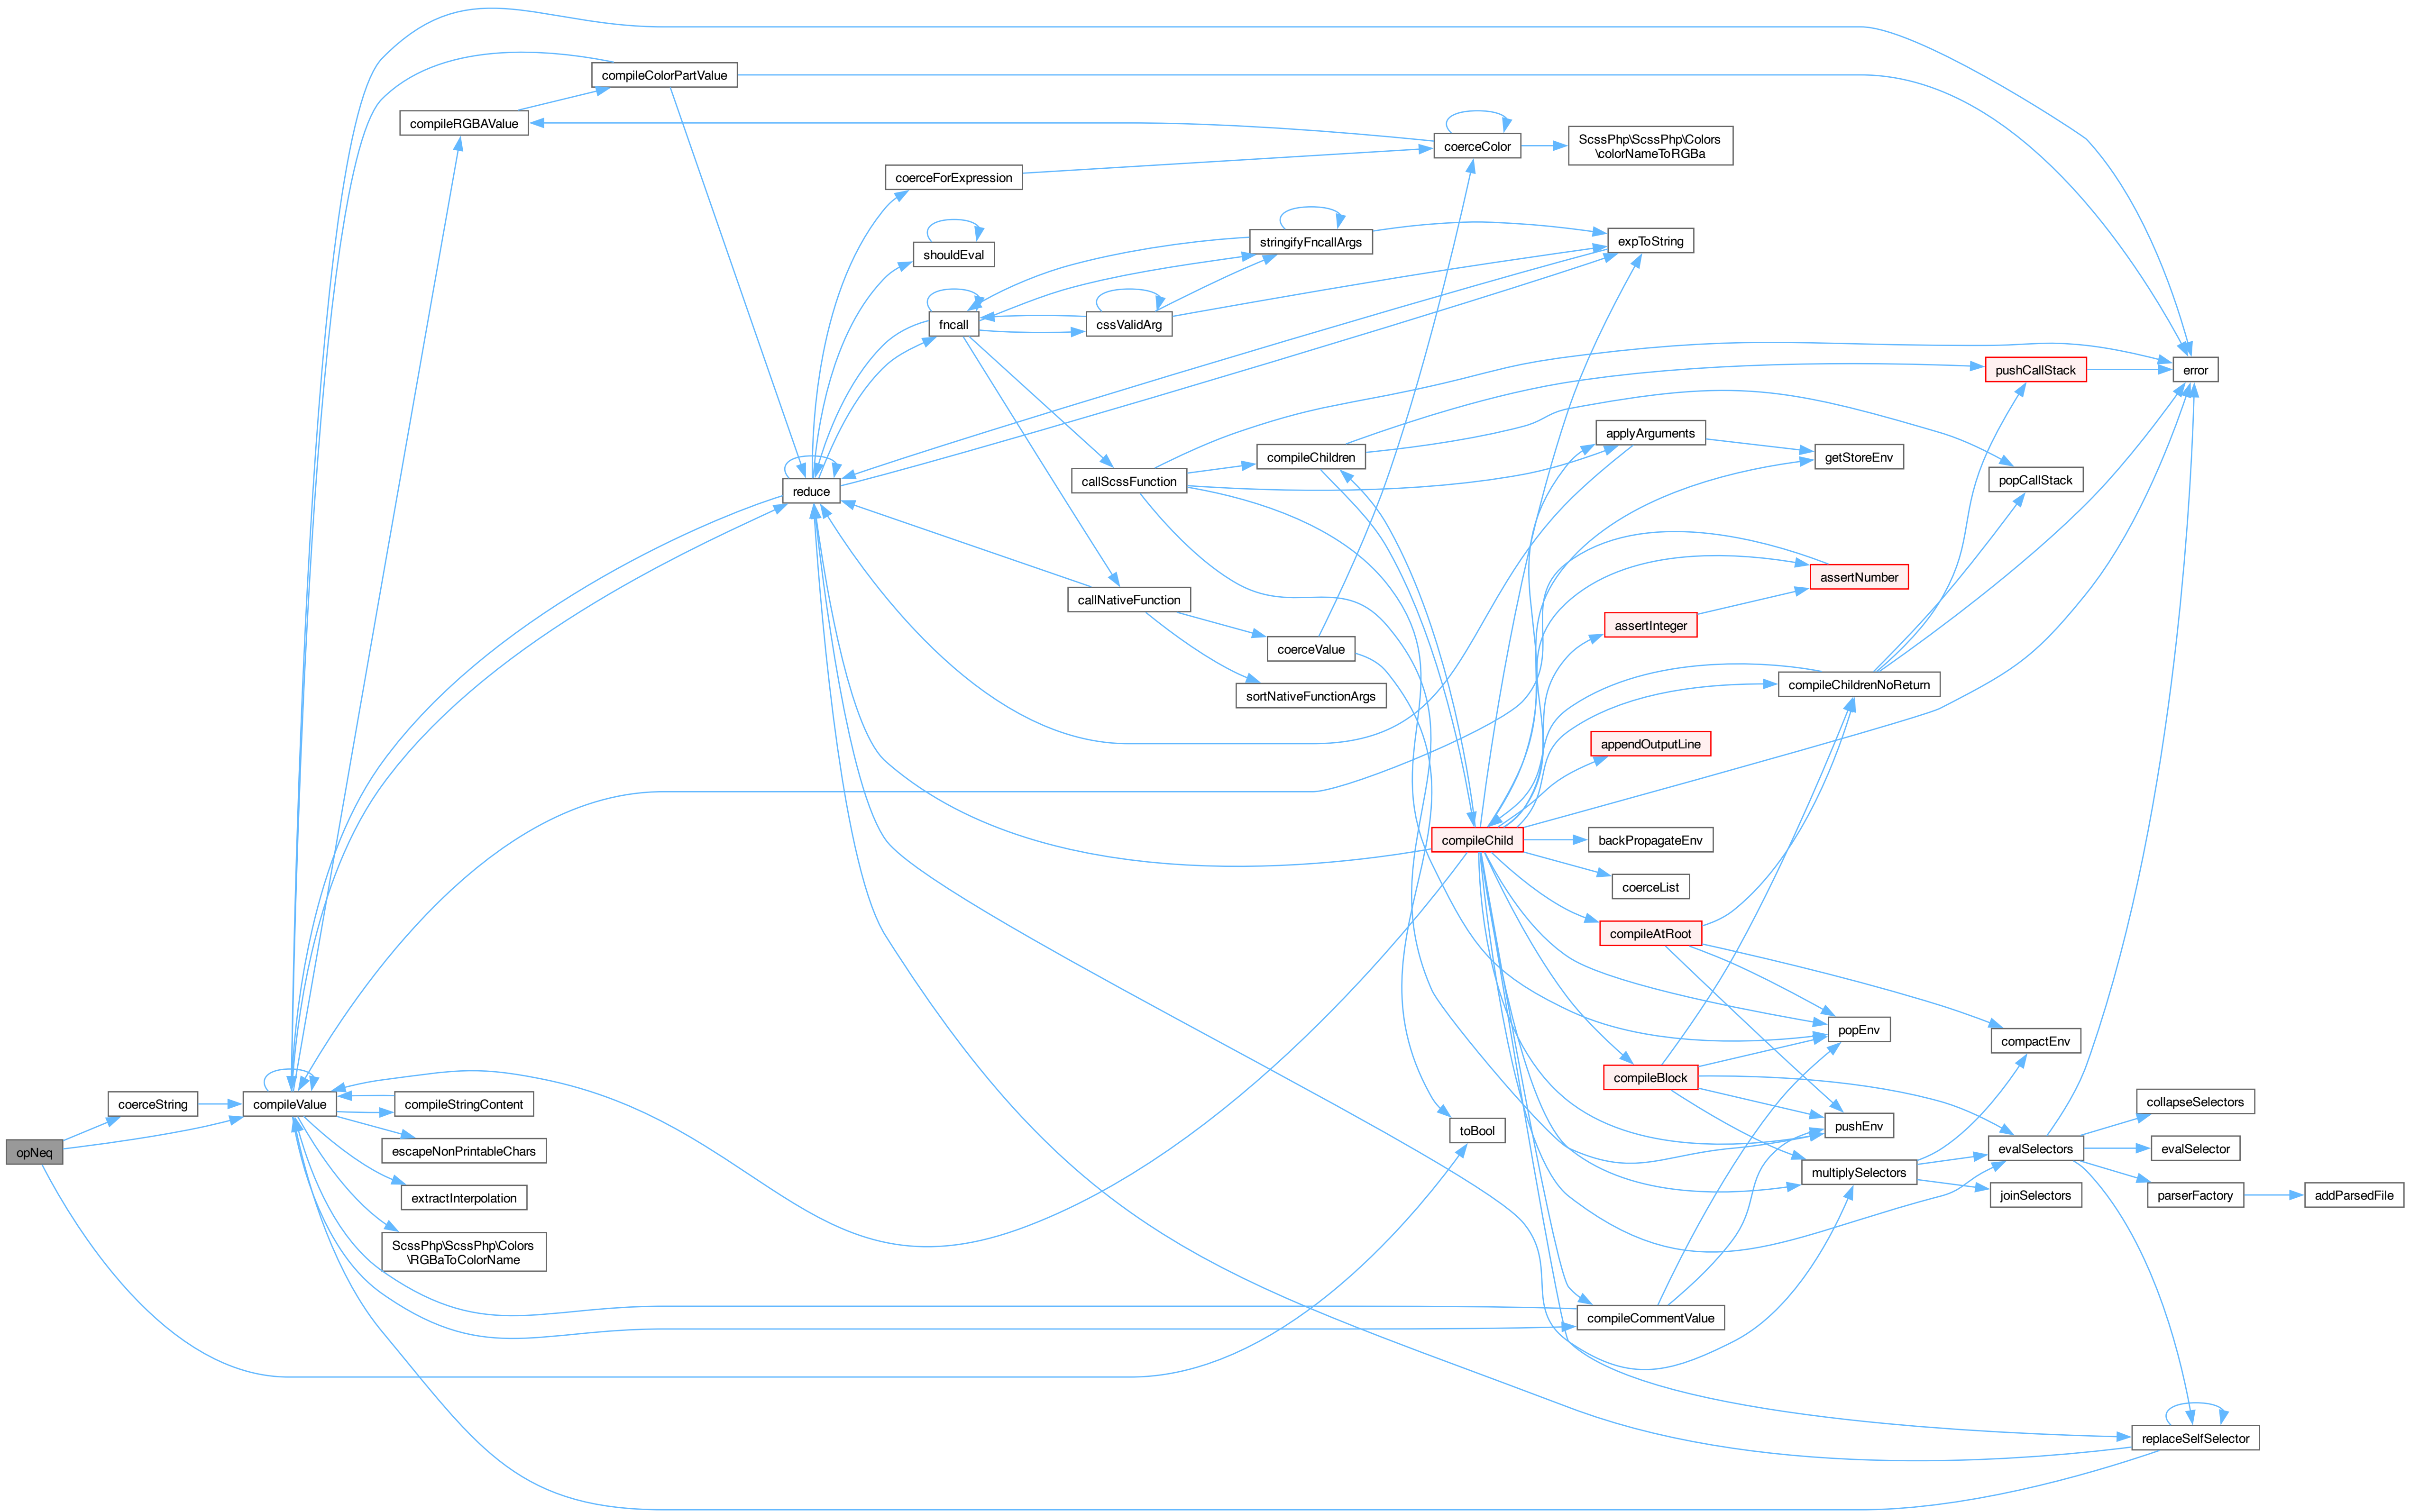 compileColorPartValue
compileRGBAValue
coerceColor
ScssPhp\ScssPhp\Colors
\colorNameToRGBa
coerceForExpression
shouldEval
stringifyFncallArgs
expToString
fncall
cssValidArg
pushCallStack
error
applyArguments
compileChildren
getStoreEnv
callScssFunction
popCallStack
reduce
assertNumber
callNativeFunction
assertInteger
coerceValue
compileChildrenNoReturn
sortNativeFunctionArgs
appendOutputLine
compileChild
backPropagateEnv
coerceList
compileAtRoot
popEnv
compactEnv
compileBlock
collapseSelectors
coerceString
compileValue
compileStringContent
toBool
pushEnv
opNeq
escapeNonPrintableChars
evalSelectors
evalSelector
multiplySelectors
extractInterpolation
joinSelectors
parserFactory
addParsedFile
ScssPhp\ScssPhp\Colors
\RGBaToColorName
compileCommentValue
replaceSelfSelector